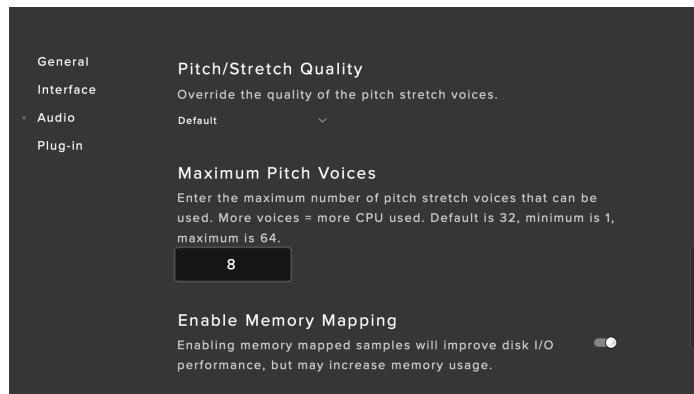 General
Interface
Audio
Plug-in
Pitch/Stretch Quality
Override the quality of the pitch stretch voices.
Default
Maximum Pitch Voices
Enter the maximum number of pitch stretch voices that can be
used. More voices = more CPU used. Default is 32, minimum is 1,
maximum is 64.
8
Enable Memory Mapping
Enabling memory mapped samples will improve disk I/O
performance, but may increase memory usage.